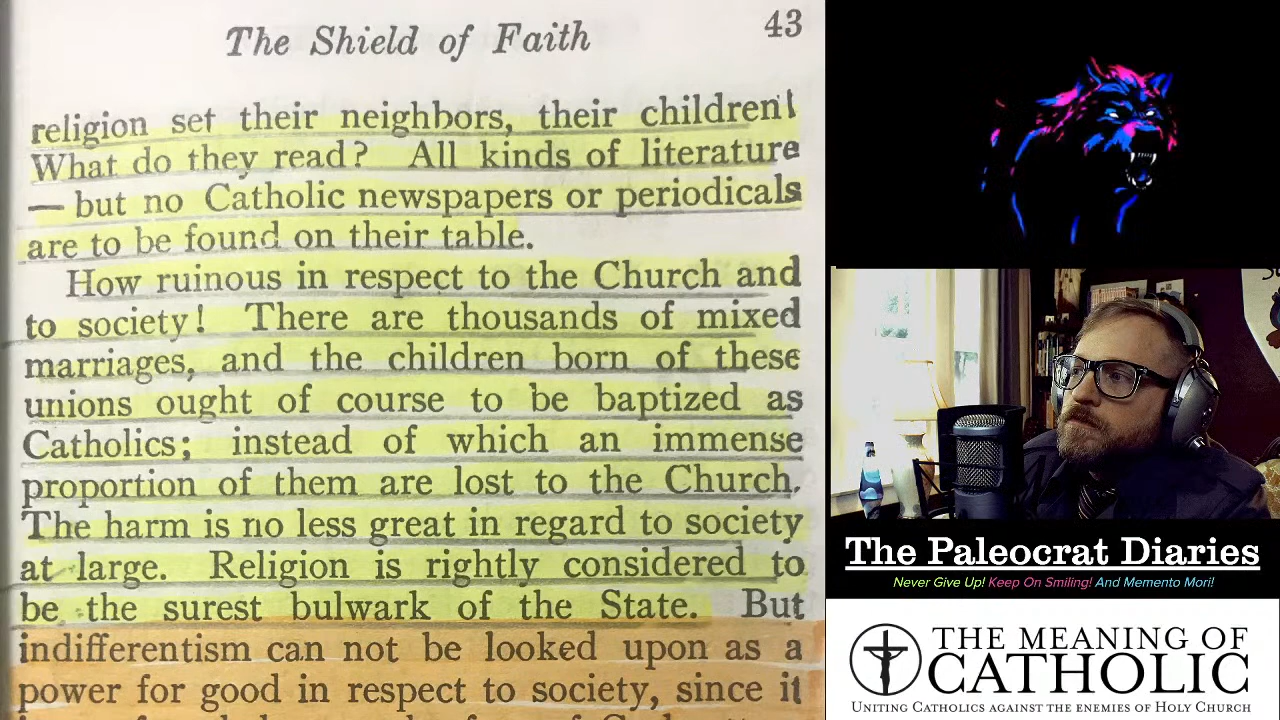 The Shield of Faith 43
religion set their neighbors, their children!
What do they read? All kinds of literature
— but no Catholic newspapers or periodicals
are to be found on their table.
How ruinous in respect to the Church and
to society! There are thousands of mixed
marriages, and the children born of these
unions ought of course to be baptized as
Catholics; instead of which an immense
proportion of them are lost to the Church.
The harm is no less great in regard to society
at large. Religion is rightly considered to
be the surest bulwark of the State. But
indifferentism can not be looked upon as a
power for good in respect to society, since it
The Paleocrat Diaries
Never Give Up! Keep On Smiling! And Memento Mori!
THE MEANING OF
CATHOLIC
UNITING CATHOLICS AGAINST THE ENEMIES OF HOLY CHURCH